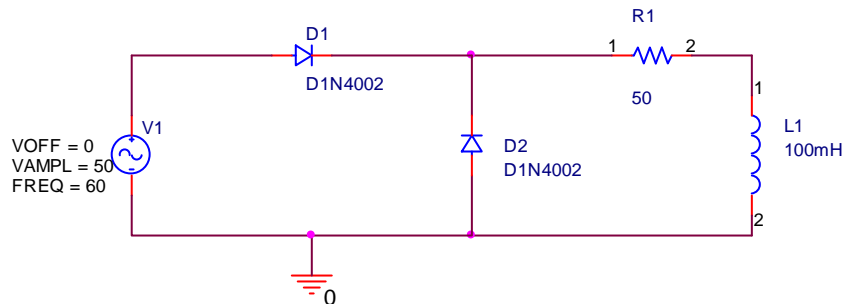 R1
D1
1
2
D1N4002
50
1
L1
100mH
V1
VOFF = 0
VAMPL = 50
FREQ = 60
D2
D1N4002
2
0